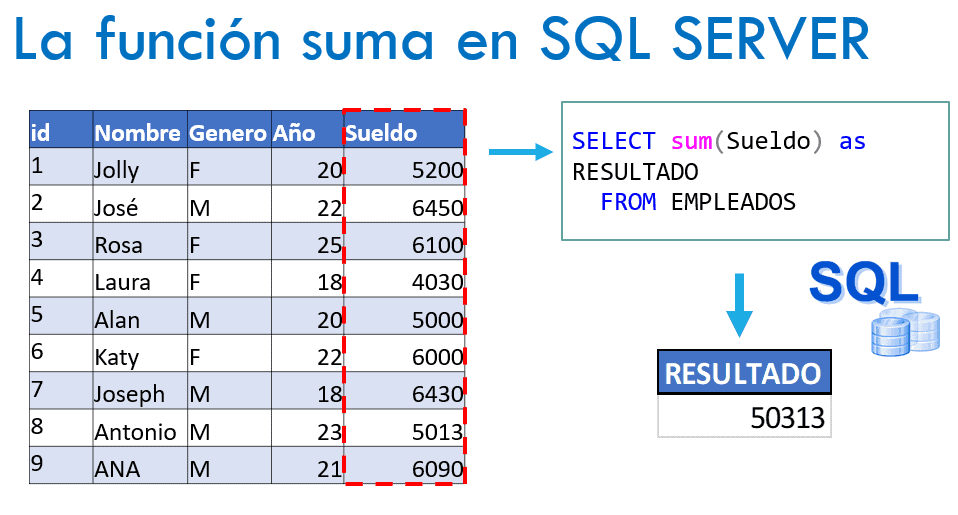 La función suma en SQL SERVER
id Nombre Genero Año Sueldo
1 Jolly F 20 5200
2 José M 22 6450
3 Rosa F 25 6100
4 Laura F 18 4030
5 Alan M 20 5000
6 Katy F 22 6000
7 Joseph M 18 6430
8 Antonio M 23 5013
9 ANA M 21 6090
SELECT sum(Sueldo) as
RESULTADO
FROM EMPLEADOS
SQL
RESULTADO
50313